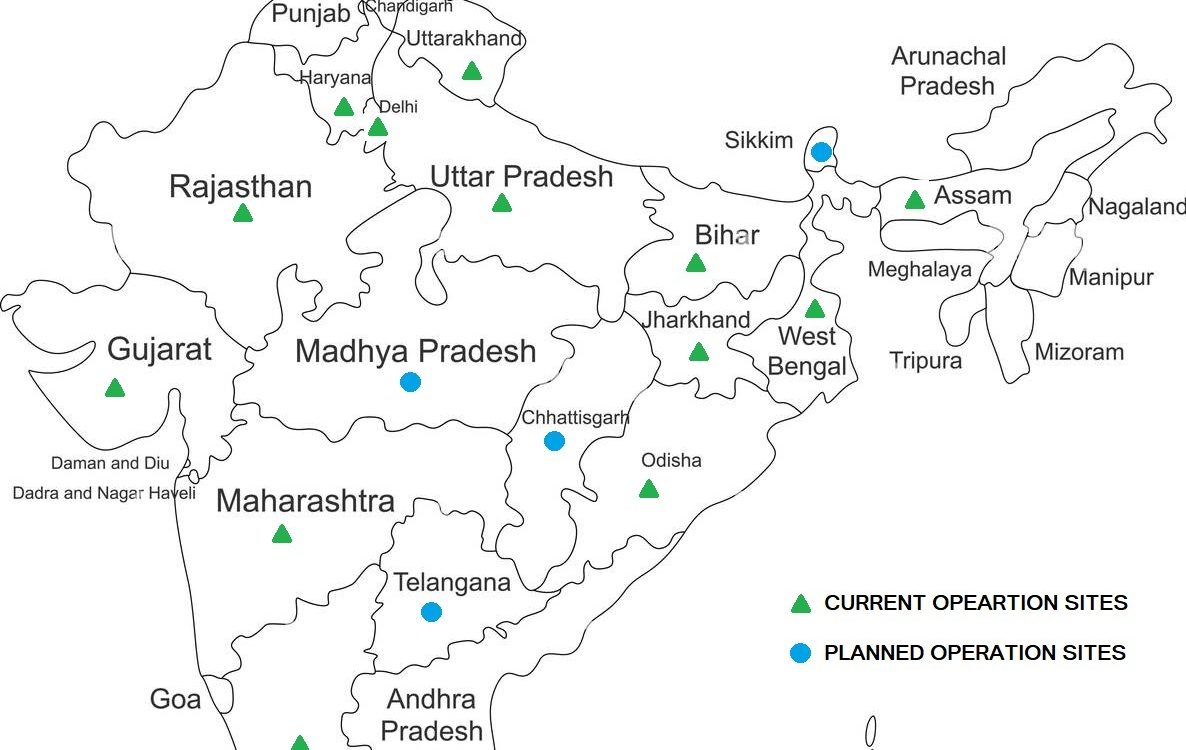 Punjab
Chandigarh
Uttarakhand
Haryana
Delhi
Arunachal
Pradesh
Sikkim
Rajasthan
Uttar Pradesh
Assam
Nagaland
Bihar
Meghalaya
Manipur
Jharkhand
Gujarat
Madhya Pradesh
West
Bengal
Tripura
Mizoram
Chhattisgarh
Daman and Diu
Odisha
Dadra and Nagar Haveli
Maharashtra
Telangana
CURRENT OPEARTION SITES
PLANNED OPERATION SITES
Goa
Andhra
Pradesh